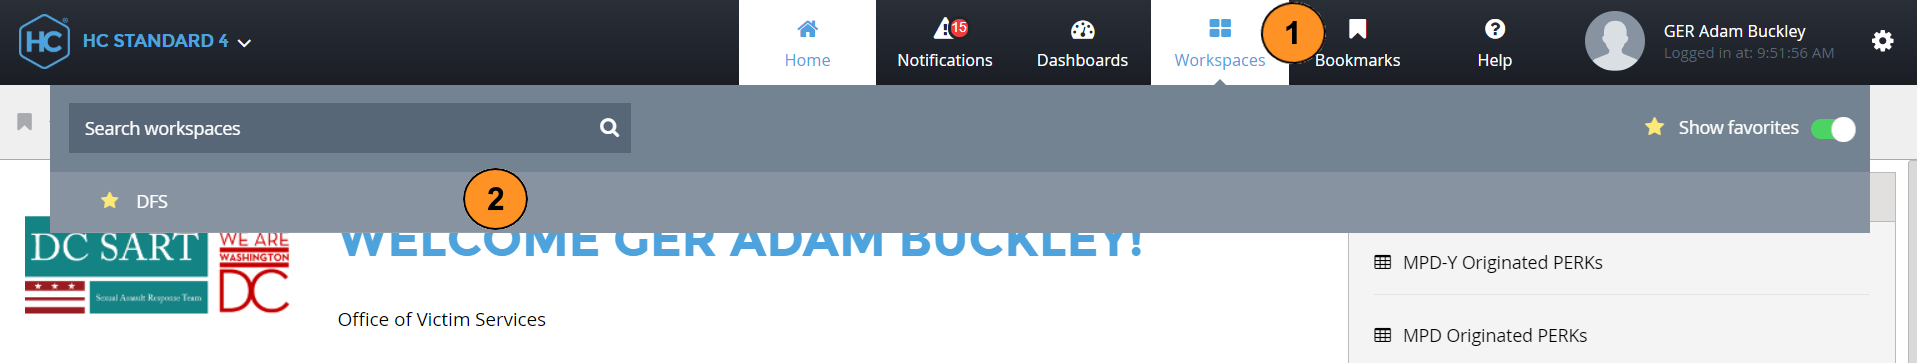 HC HC STANDARD 4
Home
Notifications
15
Dashboards
Workspaces
1
Bookmarks
Help
GER Adam Buckley
Logged in at: 9:51:56 AM
Search workspaces
Show favorites
DFS
2
DC SART
Sexual Assault Response Team
WE ARE
WASHINGTON
DC
WELCOME GER ADAM BUCKLEY!
Office of Victim Services
MPD-Y Originated PERKs
MPD Originated PERKs